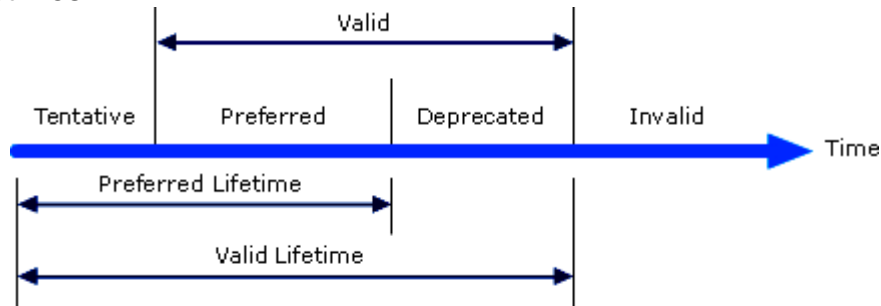 Valid
Tentative Preferred Deprecated Invalid
Time
Preferred Lifetime
Valid Lifetime